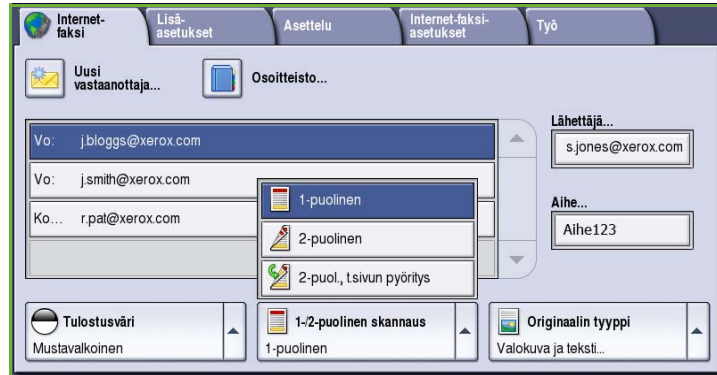 Internet-
faksi
Lisä-
asetukset
Asettelu
Internet-faksi-
asetukset
Työ
Uusi
vastaanottaja...
Osoitteisto...
Lähettäjä...
s.jones@xerox.com
Vo: j.bloggs@xerox.com
Vo: j.smith@xerox.com
Ko... r.pat@xerox.com
Aihe...
Aihe123
1-puolinen
2-puolinen
2-puol., t.sivun pyöritys
Tulostusväri
Mustavalkoinen
1-/2-puolinen skannaus
1-puolinen
Originaalin tyyppi
Valokuva ja teksti...